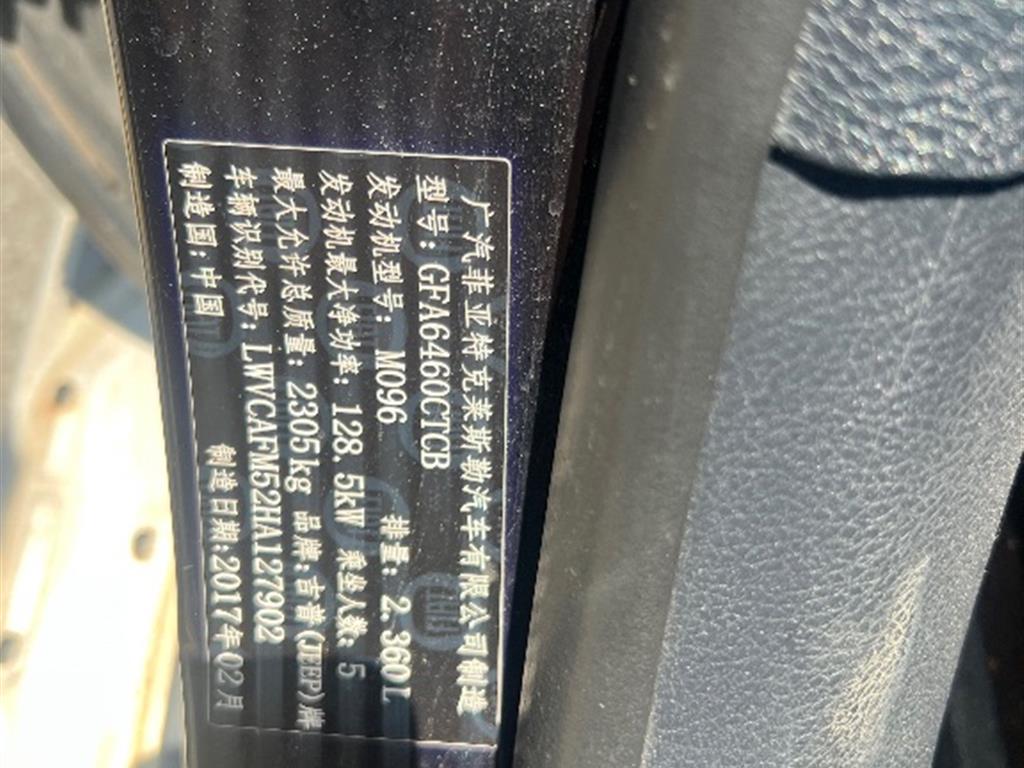 广汽菲亚特克莱斯勒汽车有限公司制造
型号:GFA6460CTCB
发动机型号: M096 排量:2.360L
发动机最大净功率:128.5kW 乘坐人数:5
最大允许总质量:2305kg 品牌:吉普(JEEP)牌
车辆识别代号:LWVCAFM52HA127902
制造国:中国 制造日期:2017年02月